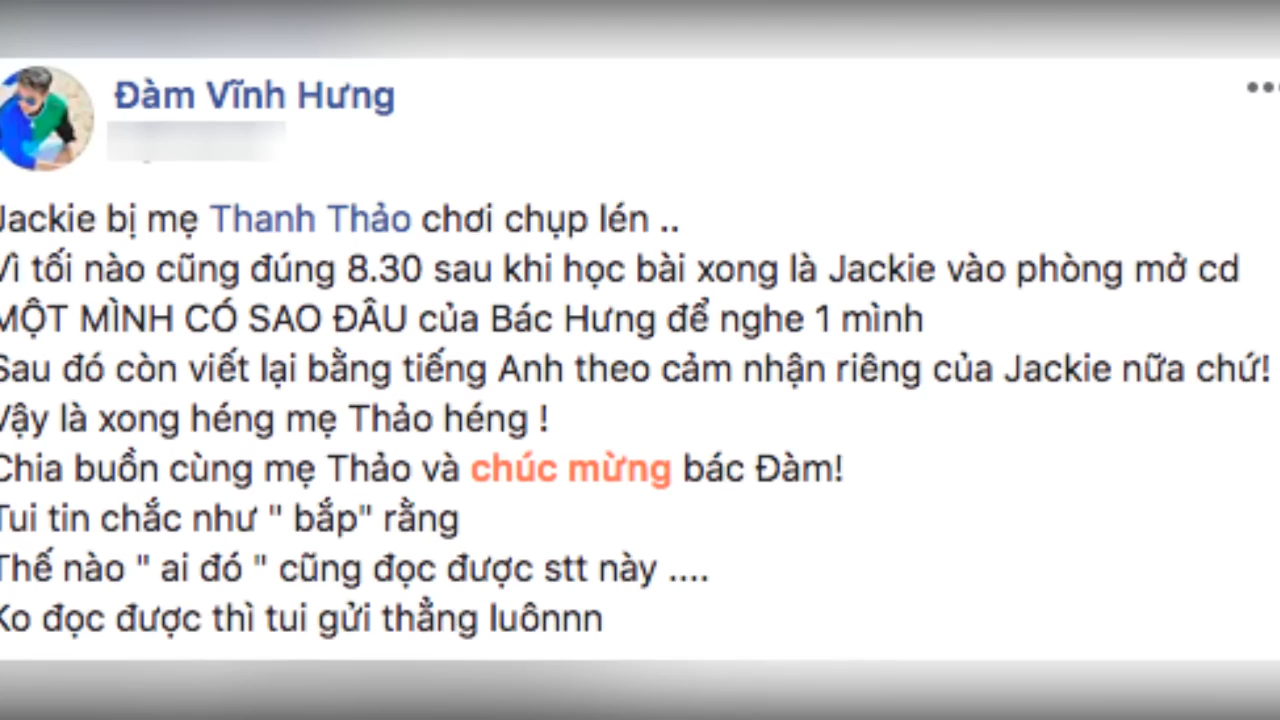 Đàm Vĩnh Hưng
Jackie bị mẹ Thanh Thảo chơi chụp lén ..
Vì tối nào cũng đúng 8.30 sau khi học bài xong là Jackie vào phòng mở cd
MỘT MÌNH CÓ SAO ĐÂU của Bác Hưng để nghe 1 mình
Sau đó còn viết lại bằng tiếng Anh theo cảm nhận riêng của Jackie nữa chứ!
Vậy là xong héng mẹ Thảo héng !
Chia buồn cùng mẹ Thảo và chúc mừng bác Đàm!
Tui tin chắc như " bắp" rằng
Thế nào " ai đó " cũng đọc được stt này ....
Ko đọc được thì tui gửi thẳng luônnn